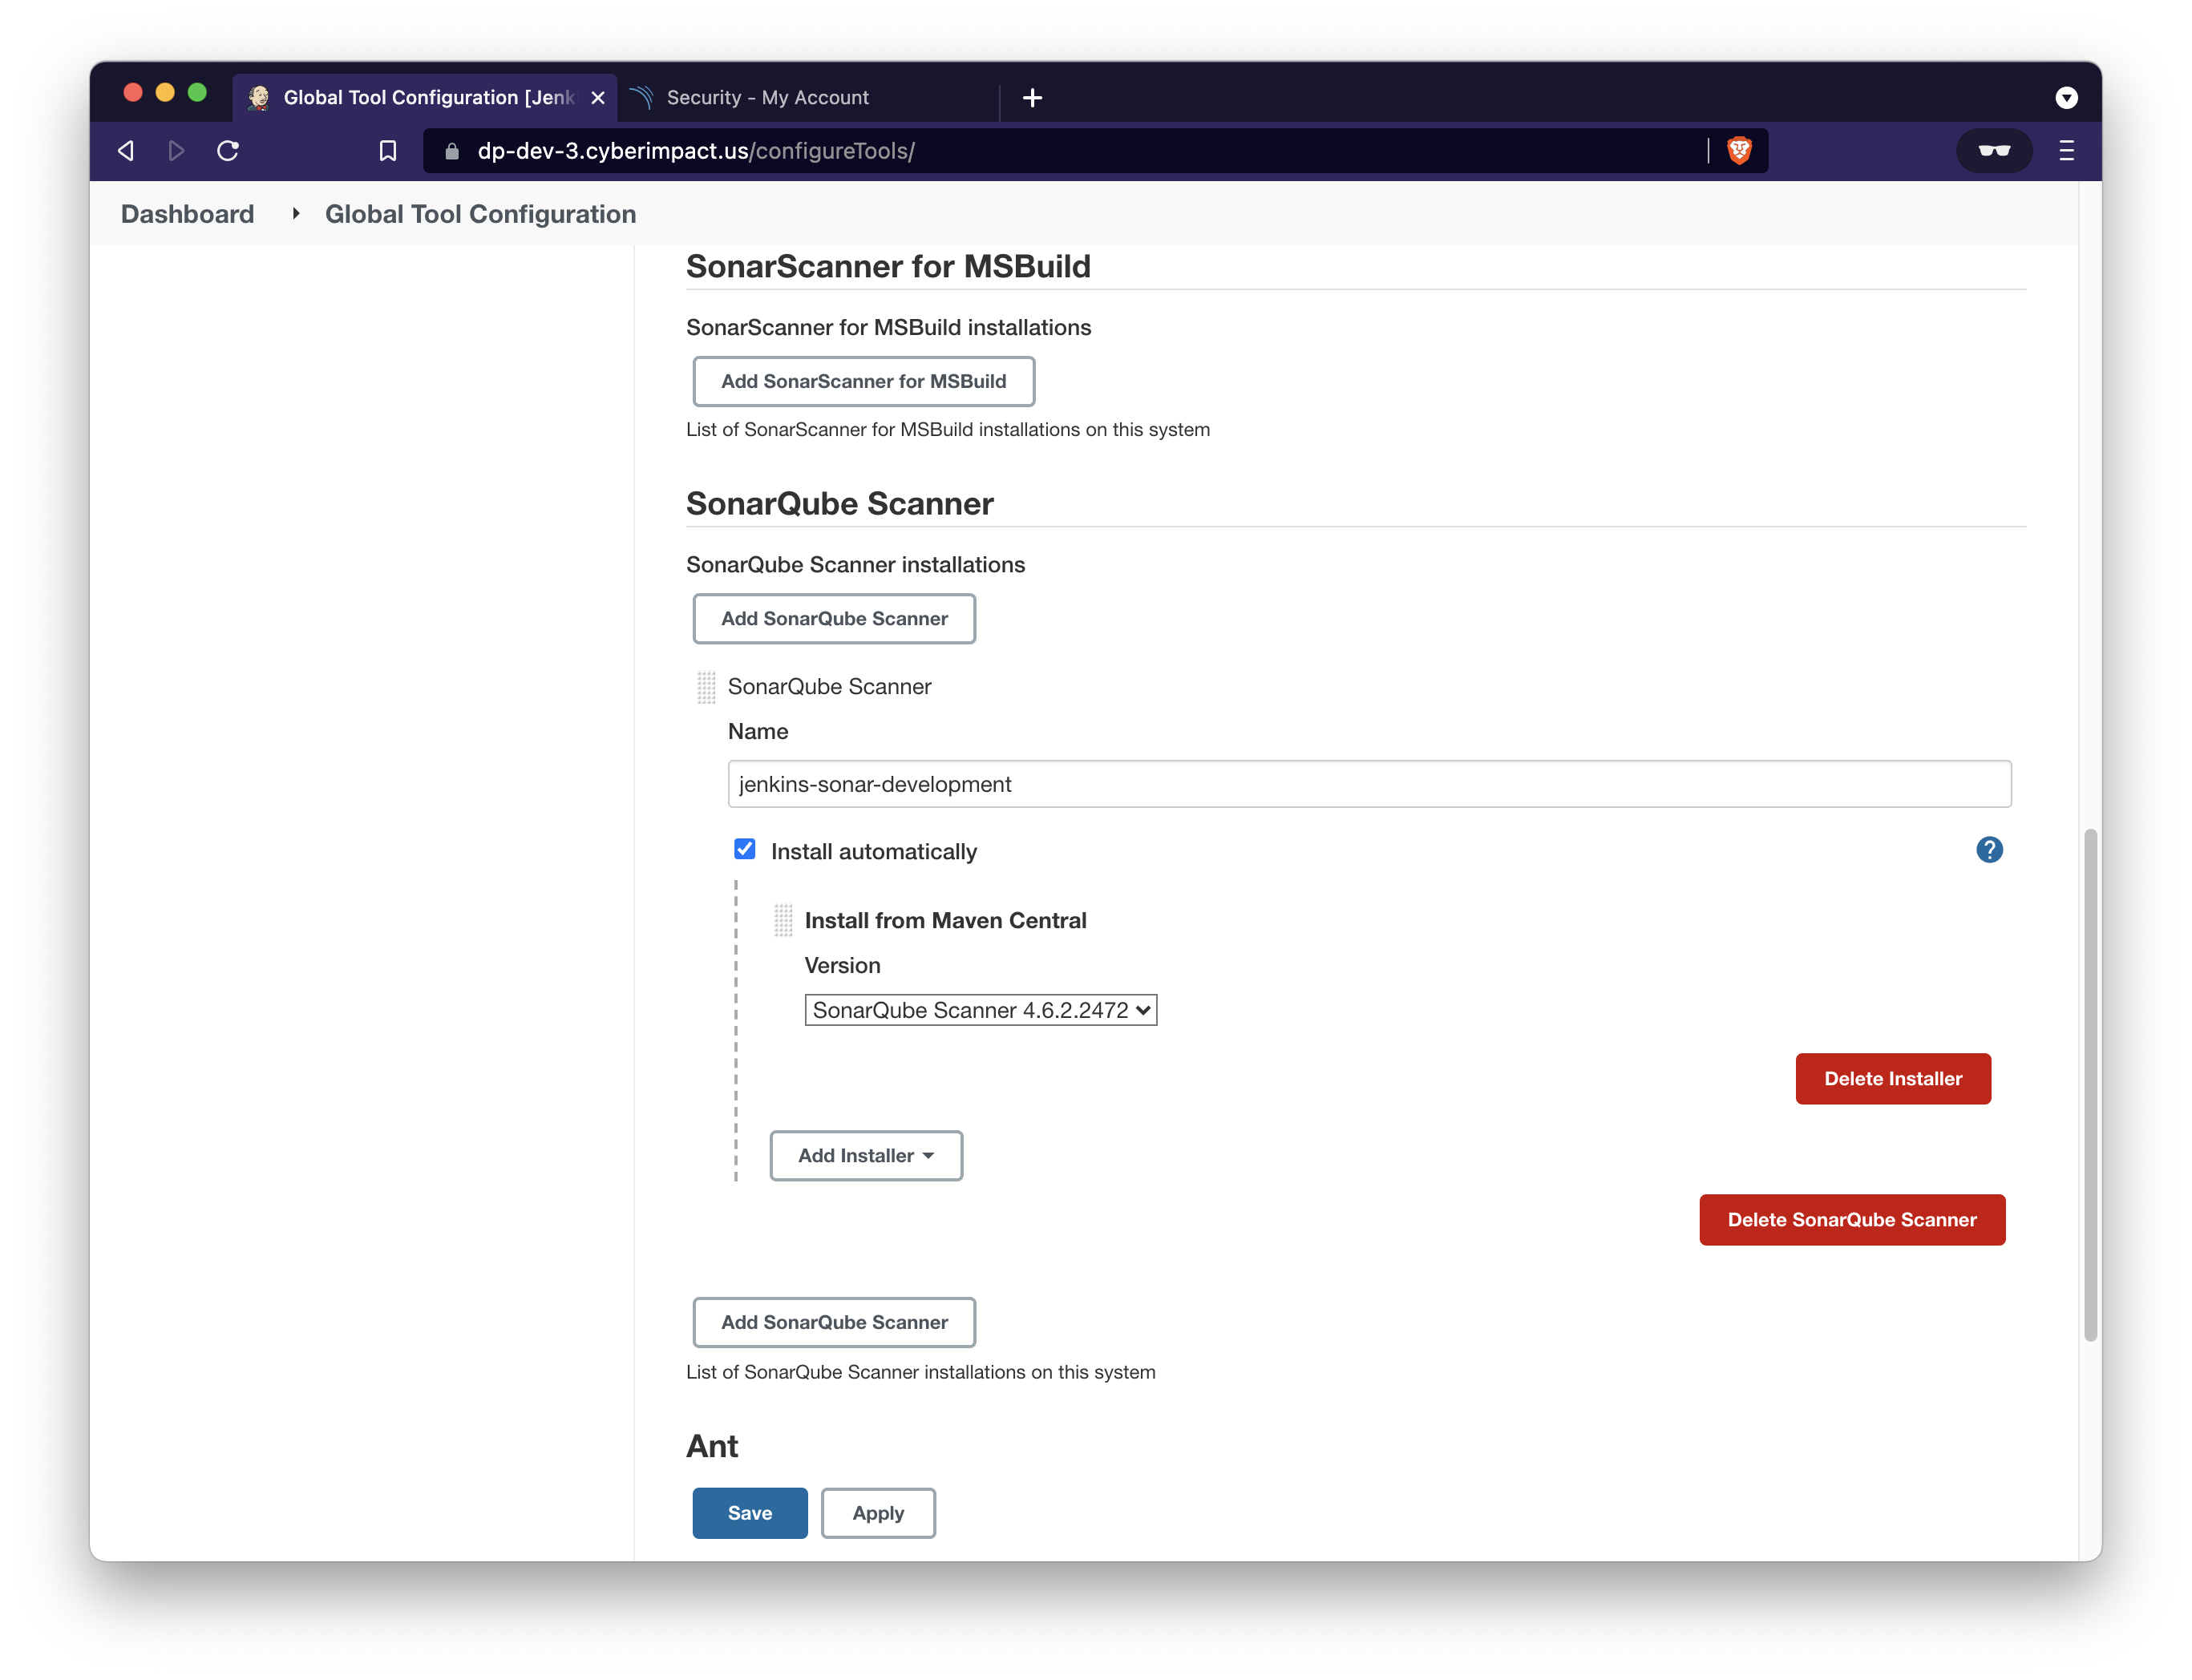 Global Tool Configuration [Jenk
Security - My Account
dp-dev-3.cyberimpact.us/configureTools/
Dashboard
Global Tool Configuration
SonarScanner for MSBuild
SonarScanner for MSBuild installations
Add SonarScanner for MSBuild
List of SonarScanner for MSBuild installations on this system
SonarQube Scanner
SonarQube Scanner installations
Add SonarQube Scanner
SonarQube Scanner
Name
jenkins-sonar-development
Install automatically
?
Install from Maven Central
Version
SonarQube Scanner 4.6.2.2472
Delete Installer
Add Installer
Delete SonarQube Scanner
Add SonarQube Scanner
List of SonarQube Scanner installations on this system
Ant
Save
Apply